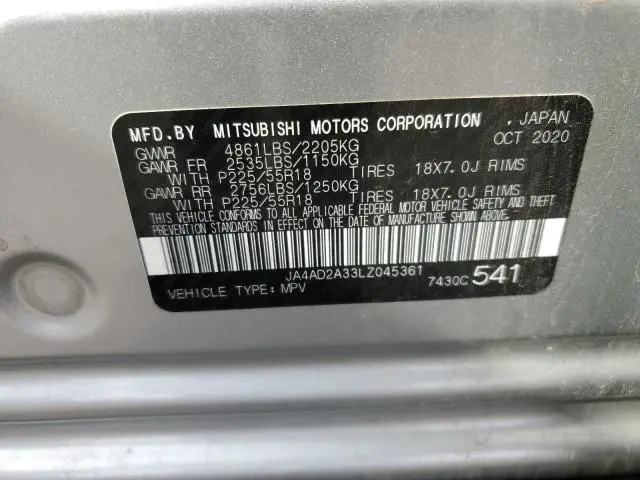 MFD.BY MITSUBISHI MOTORS CORPORATION . JAPAN
GVWR 4861LBS/2205KG OCT 2020
GAWR FR 2535LBS/1150KG
WITH P225/55R18 TIRES 18X7.0J RIMS
GAWR RR 2756LBS/1250KG
WITH P225/55R18 TIRES 18X7.0J RIMS
THIS VEHICLE CONFORMS TO ALL APPLICABLE FEDERAL MOTOR VEHICLE SAFETY AND THEFT
PREVENTION STANDARDS IN EFFECT ON THE DATE OF MANUFACTURE SHOWN ABOVE.
JA4AD2A33LZ045361
VEHICLE TYPE: MPV 7430C 541